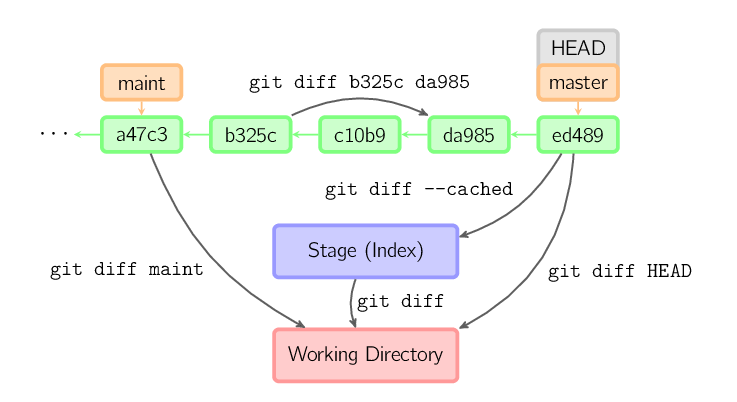 HEAD
maint
git diff b325c da985
master
...
a47c3
b325c
c10b9
da985
ed489
git diff --cached
Stage (Index)
git diff maint
git diff HEAD
git diff
Working Directory